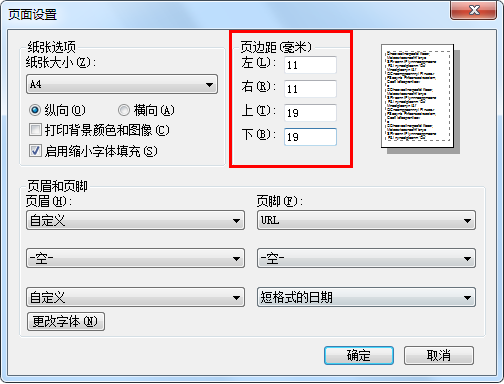 页面设置
纸张选项
纸张大小(Z):
A4
纵向(O) 横向(A)
打印背景颜色和图像(C)
启用缩小字体填充(S)
页边距(毫米)
左(L): 11
右(R): 11
上(T): 19
下(B): 19
页眉和页脚
页眉(H): 页脚(F):
自定义 URL
-空- -空-
自定义 短格式的日期
更改字体(N)
确定 取消